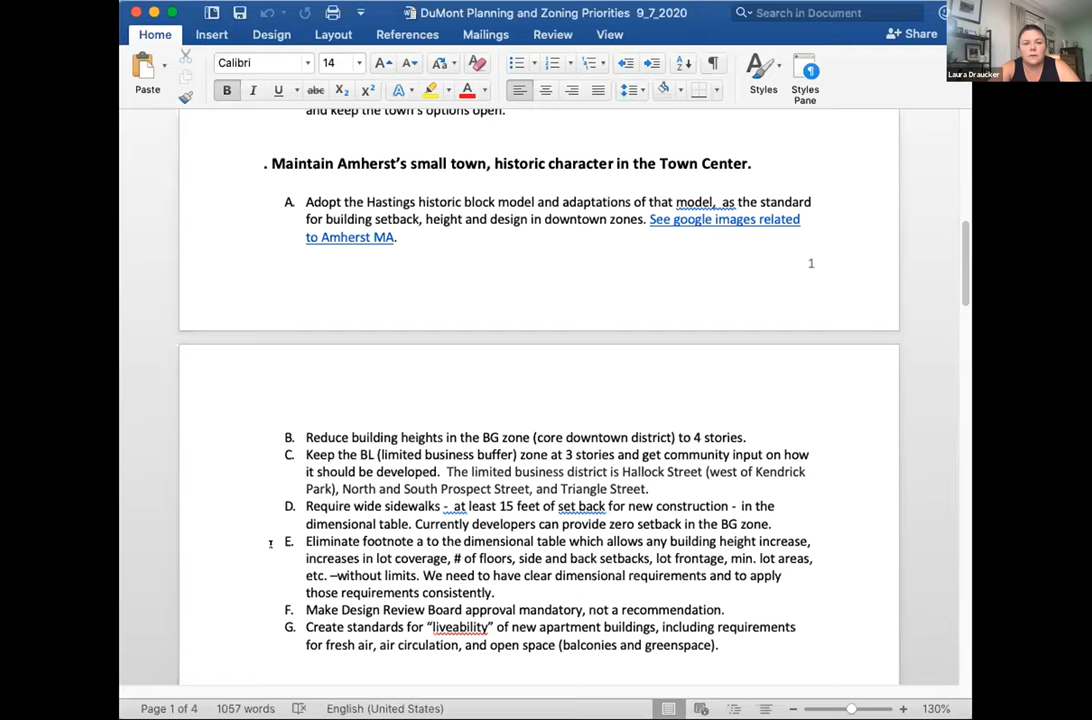 DuMont Planning and Zoning Priorities 9_7_2020
Search in Document
Home Insert Design Layout References Mailings Review View
Share
Laura Draucker
Paste
Calibri 14
Styles
Styles Pane
and keep the town's options open.
. Maintain Amherst's small town, historic character in the Town Center.
A. Adopt the Hastings historic block model and adaptations of that model, as the standard
for building setback, height and design in downtown zones. See google images related
to Amherst MA.
1
B. Reduce building heights in the BG zone (core downtown district) to 4 stories.
C. Keep the BL (limited business buffer) zone at 3 stories and get community input on how
it should be developed. The limited business district is Hallock Street (west of Kendrick
Park), North and South Prospect Street, and Triangle Street.
D. Require wide sidewalks - at least 15 feet of set back for new construction - in the
dimensional table. Currently developers can provide zero setback in the BG zone.
E. Eliminate footnote a to the dimensional table which allows any building height increase,
increases in lot coverage, # of floors, side and back setbacks, lot frontage, min. lot areas,
etc. –without limits. We need to have clear dimensional requirements and to apply
those requirements consistently.
F. Make Design Review Board approval mandatory, not a recommendation.
G. Create standards for "liveability" of new apartment buildings, including requirements
for fresh air, air circulation, and open space (balconies and greenspace).
Page 1 of 4 1057 words English (United States) 130%